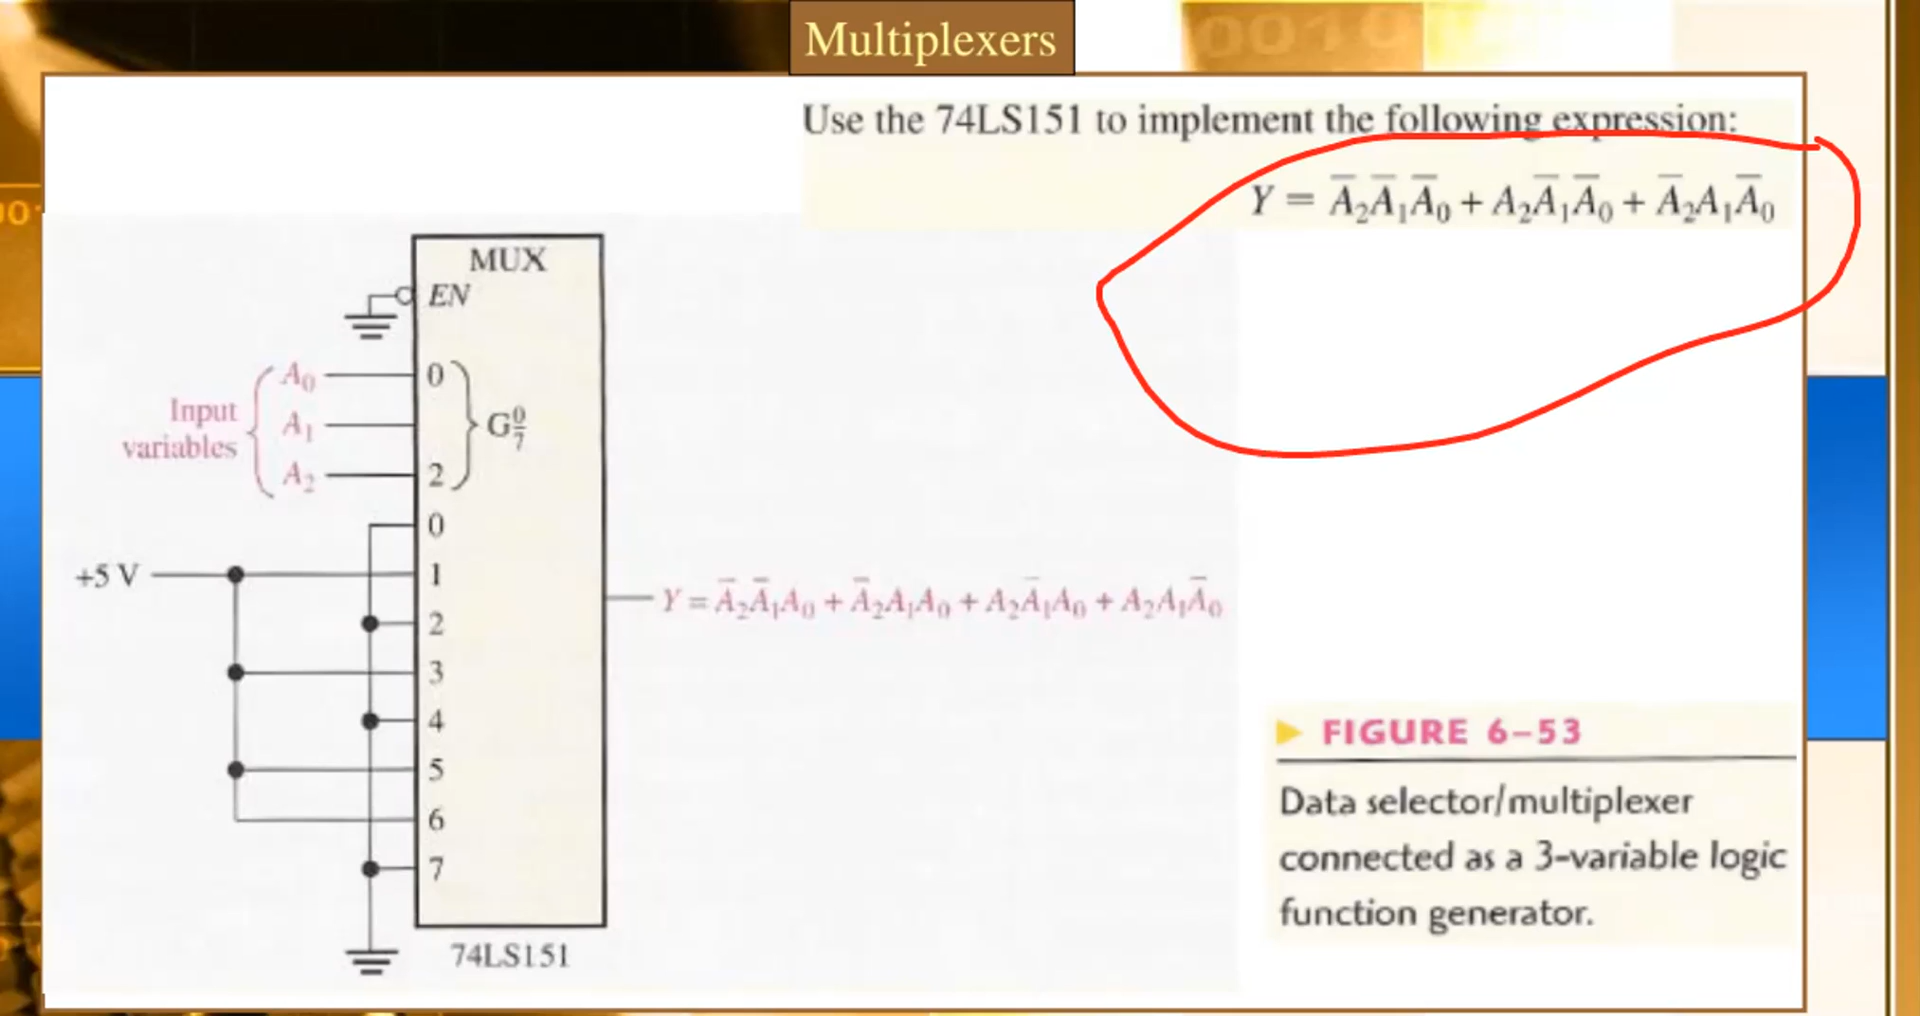 Multiplexers
Use the 74LS151 to implement the following expression:
Y = A̅₂A̅₁A̅₀ + A₂A̅₁A̅₀ + A̅₂A₁A̅₀
MUX
EN
Input
variables
A₀
A₁
A₂
0
2
G 0/7
0
+5 V
1
2
3
4
5
6
7
Y = A̅₂A̅₁A₀ + A̅₂A₁A₀ + A₂A̅₁A₀ + A₂A₁A̅₀
74LS151
FIGURE 6–53
Data selector/multiplexer
connected as a 3-variable logic
function generator.